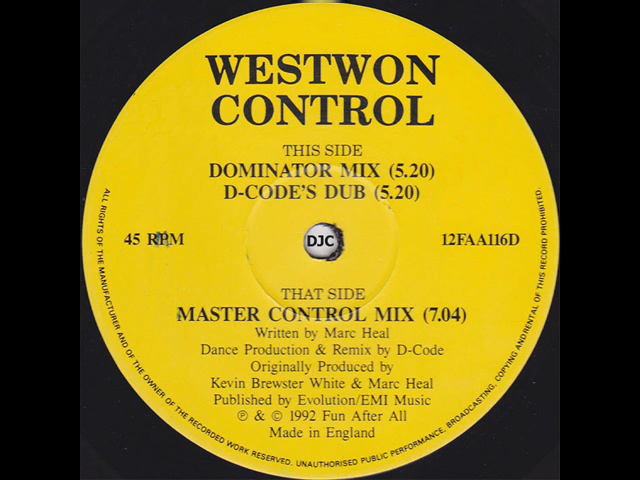 WESTWON
CONTROL
THIS SIDE
DOMINATOR MIX (5.20)
D-CODE'S DUB (5.20)
45 RPM
DJC
12FAA116D
THAT SIDE
MASTER CONTROL MIX (7.04)
Written by Marc Heal
Dance Production & Remix by D-Code
Originally Produced by
Kevin Brewster White & Marc Heal
Published by Evolution/EMI Music
℗ & © 1992 Fun After All
Made in England
ALL RIGHTS OF THE MANUFACTURER AND OF THE OWNER OF THE RECORDED WORK RESERVED. UNAUTHORISED PUBLIC PERFORMANCE, BROADCASTING, COPYING AND RENTAL OF THIS RECORD PROHIBITED.